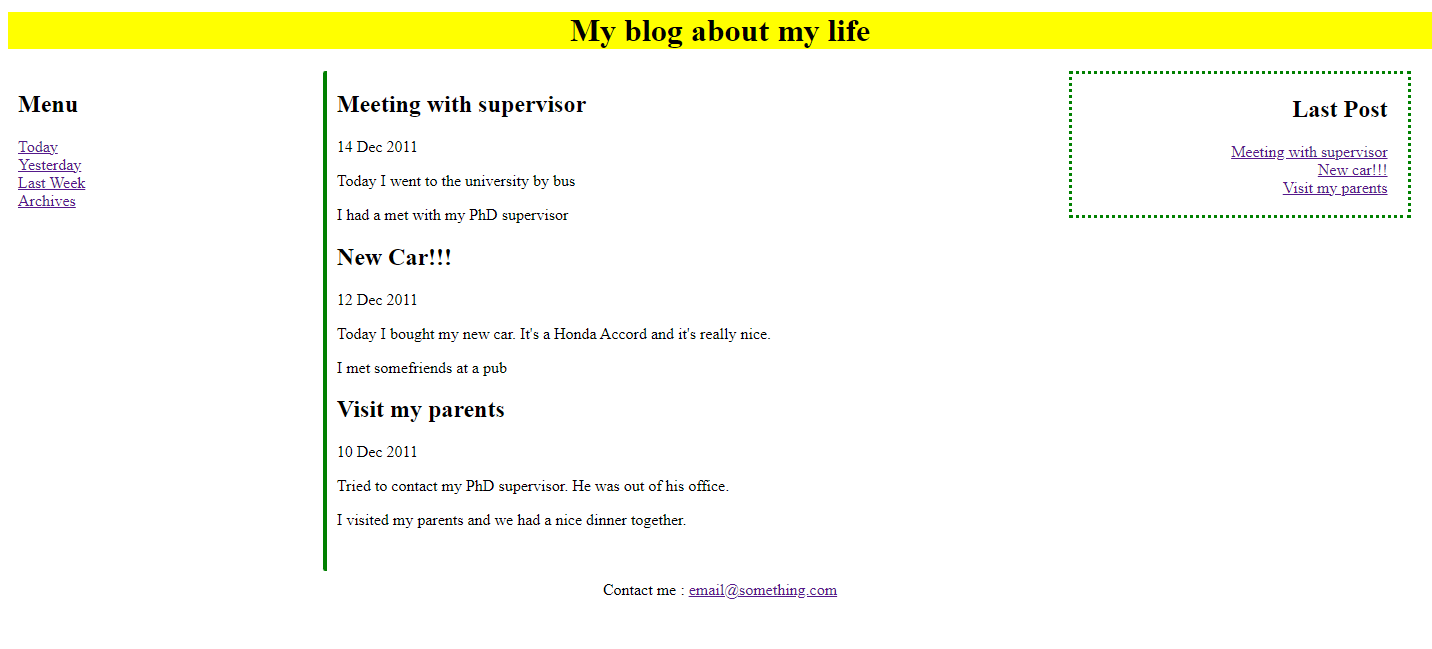 My blog about my life
Menu
Today
Yesterday
Last Week
Archives
Meeting with supervisor
14 Dec 2011
Today I went to the university by bus
I had a met with my PhD supervisor
New Car!!!
12 Dec 2011
Today I bought my new car. It's a Honda Accord and it's really nice.
I met somefriends at a pub
Visit my parents
10 Dec 2011
Tried to contact my PhD supervisor. He was out of his office.
I visited my parents and we had a nice dinner together.
Last Post
Meeting with supervisor
New car!!!
Visit my parents
Contact me : email@something.com